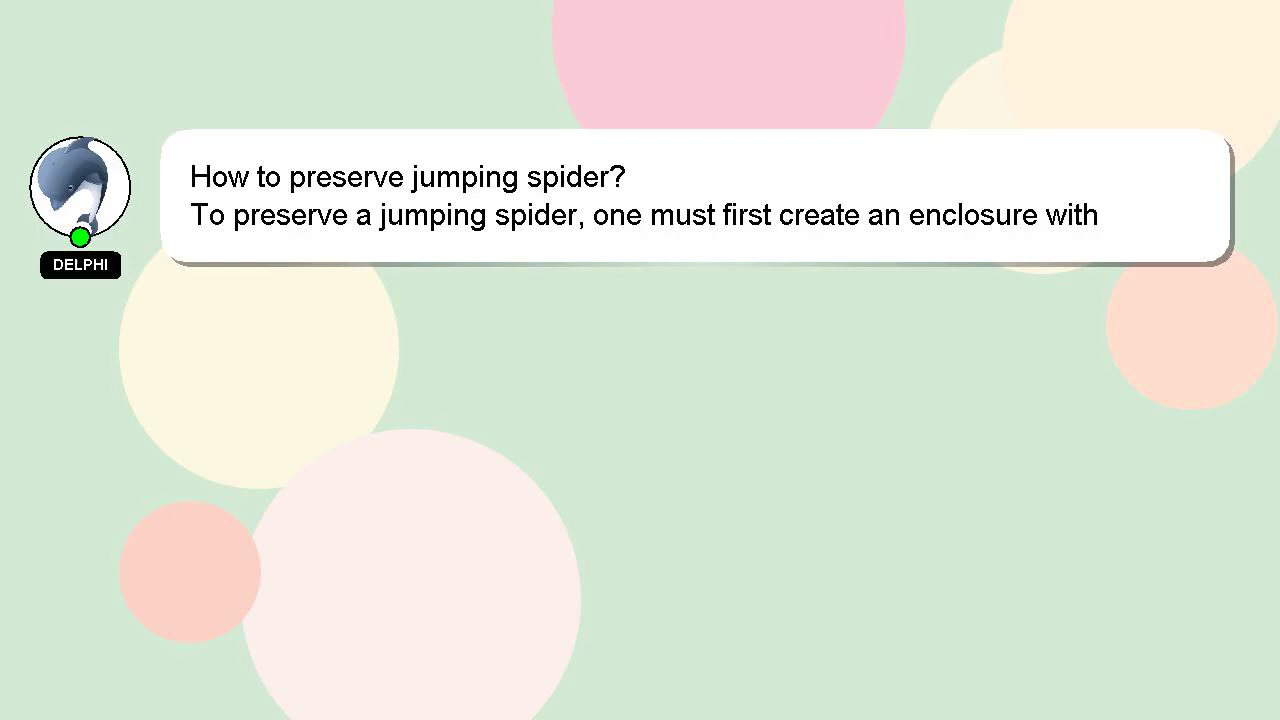 How to preserve jumping spider?
To preserve a jumping spider, one must first create an enclosure with
DELPHI